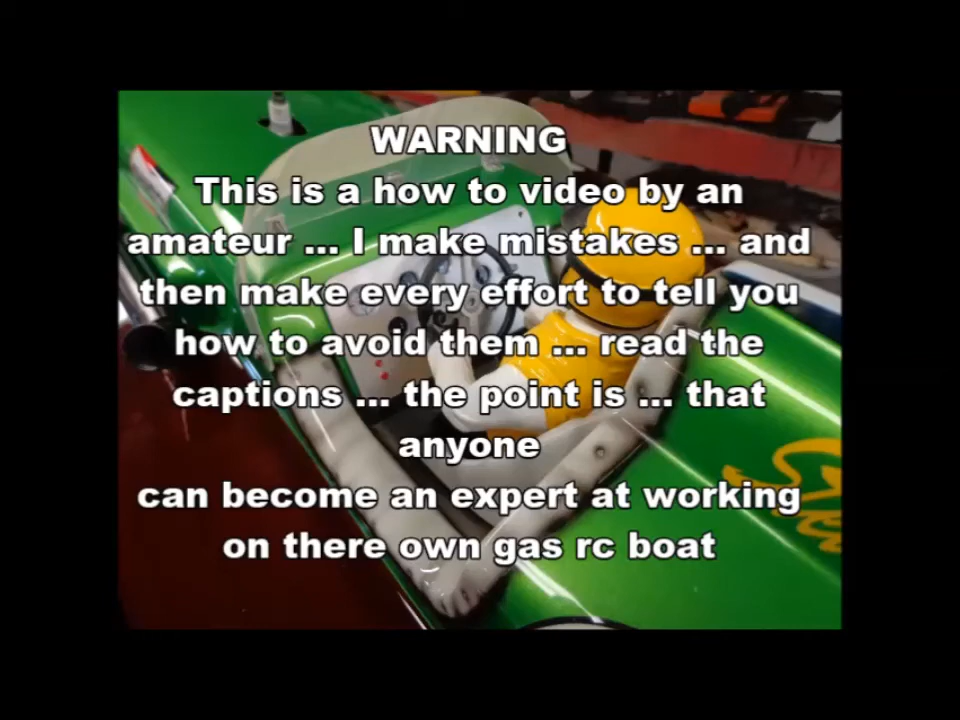 WARNING
This is a how to video by an
amateur ... I make mistakes ... and
then make every effort to tell you
how to avoid them ... read the
captions ... the point is ... that
anyone
can become an expert at working
on there own gas rc boat